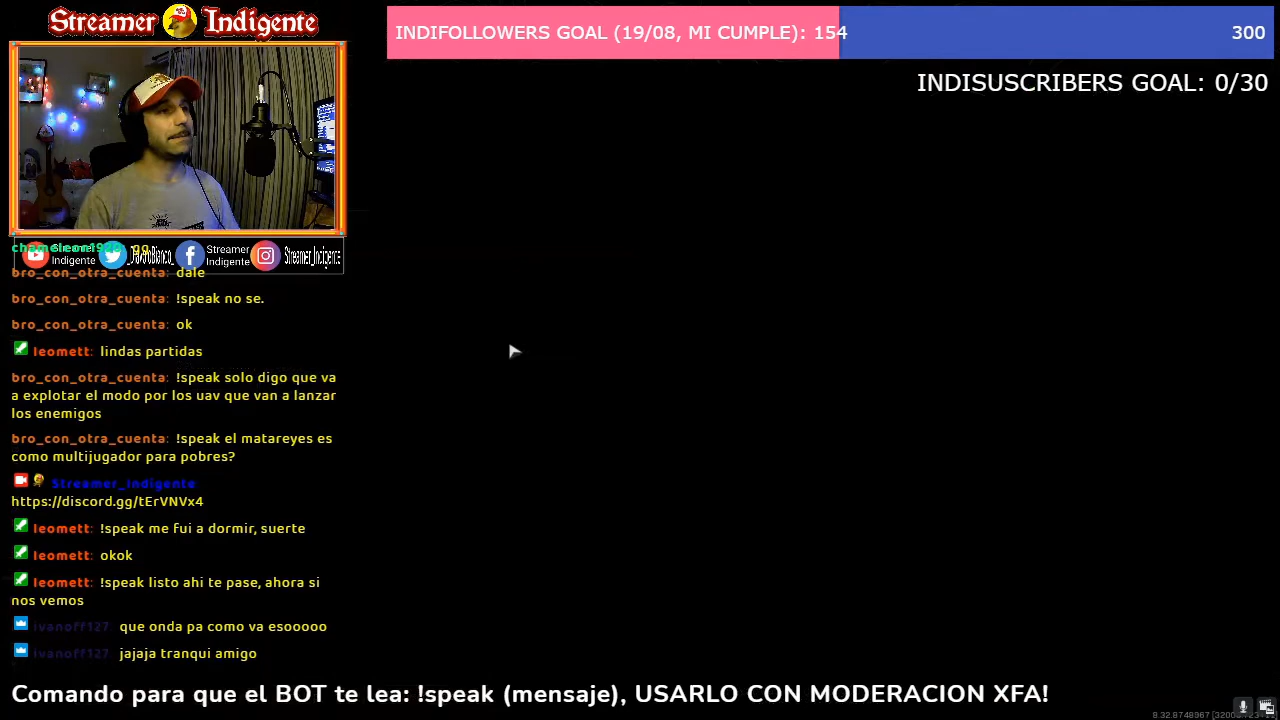 Streamer Indigente
INDIFOLLOWERS GOAL (19/08, MI CUMPLE): 154
300
INDISUSCRIBERS GOAL: 0/30
gg
Indigente
Streamer
Indigente
Streamer_Indigence
bro_con_otra_cuenta: dale
bro_con_otra_cuenta: !speak no se.
bro_con_otra_cuenta: ok
leomett: lindas partidas
bro_con_otra_cuenta: !speak solo digo que va
a explotar el modo por los uav que van a lanzar
los enemigos
bro_con_otra_cuenta: !speak el matareyes es
como multijugador para pobres?
Streamer_Indigente
https://discord.gg/tErVNVx4
leomett: !speak me fui a dormir, suerte
leomett: okok
leomett: !speak listo ahi te pase, ahora si
nos vemos
ivanoff127: que onda pa como va esooooo
ivanoff127: jajaja tranqui amigo
Comando para que el BOT te lea: !speak (mensaje), USARLO CON MODERACION XFA!